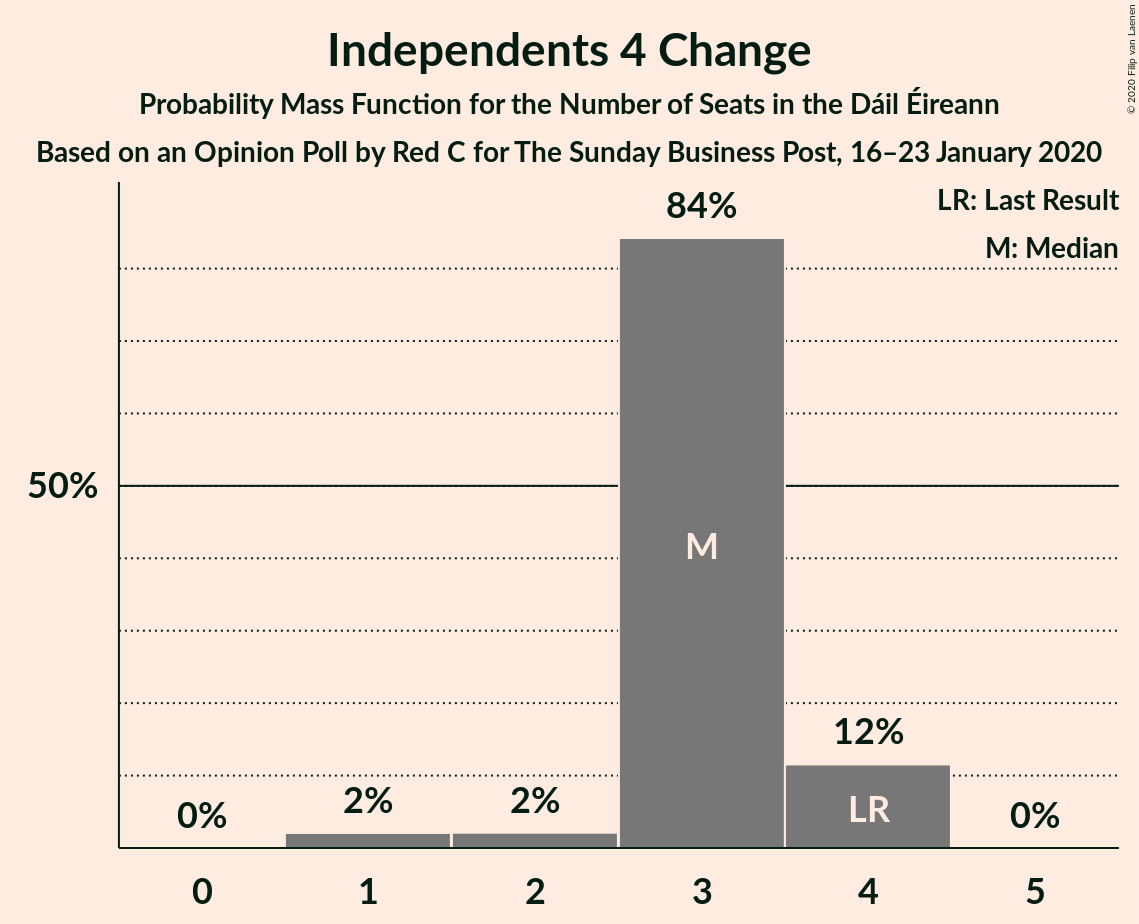 Independents 4 Change
Probability Mass Function for the Number of Seats in the Dáil Éireann
Based on an Opinion Poll by Red C for The Sunday Business Post, 16–23 January 2020
© 2020 Filip van Laenen
LR: Last Result
M: Median
84%
50%
M
12%
LR
0%
2%
2%
0%
0
1
2
3
4
5